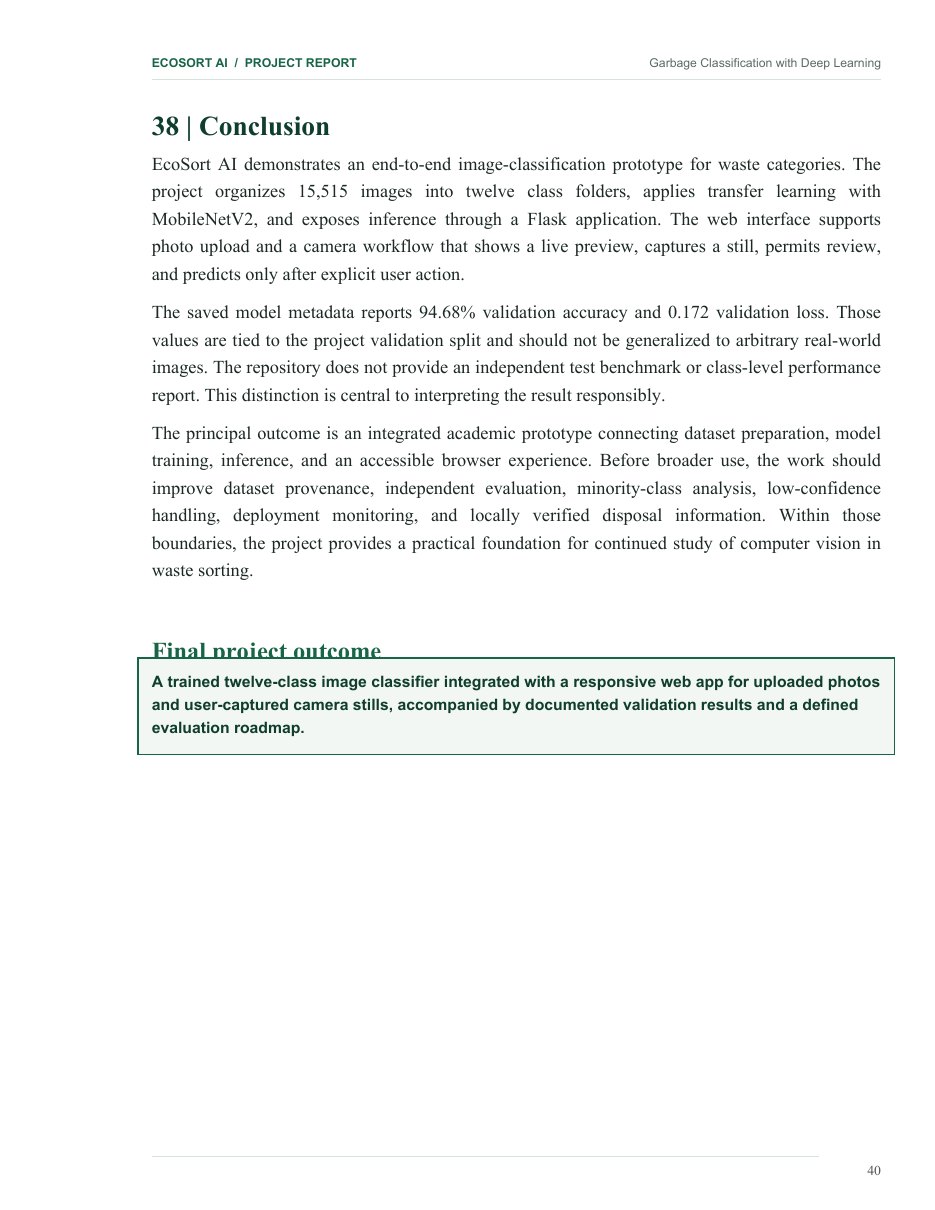 ECOSORT AI / PROJECT REPORT
Garbage Classification with Deep Learning
38 | Conclusion
EcoSort AI demonstrates an end-to-end image-classification prototype for waste categories. The
project organizes 15,515 images into twelve class folders, applies transfer learning with
MobileNetV2, and exposes inference through a Flask application. The web interface supports
photo upload and a camera workflow that shows a live preview, captures a still, permits review,
and predicts only after explicit user action.
The saved model metadata reports 94.68% validation accuracy and 0.172 validation loss. Those
values are tied to the project validation split and should not be generalized to arbitrary real-world
images. The repository does not provide an independent test benchmark or class-level performance
report. This distinction is central to interpreting the result responsibly.
The principal outcome is an integrated academic prototype connecting dataset preparation, model
training, inference, and an accessible browser experience. Before broader use, the work should
improve dataset provenance, independent evaluation, minority-class analysis, low-confidence
handling, deployment monitoring, and locally verified disposal information. Within those
boundaries, the project provides a practical foundation for continued study of computer vision in
waste sorting.
Final project outcome
A trained twelve-class image classifier integrated with a responsive web app for uploaded photos
and user-captured camera stills, accompanied by documented validation results and a defined
evaluation roadmap.
40